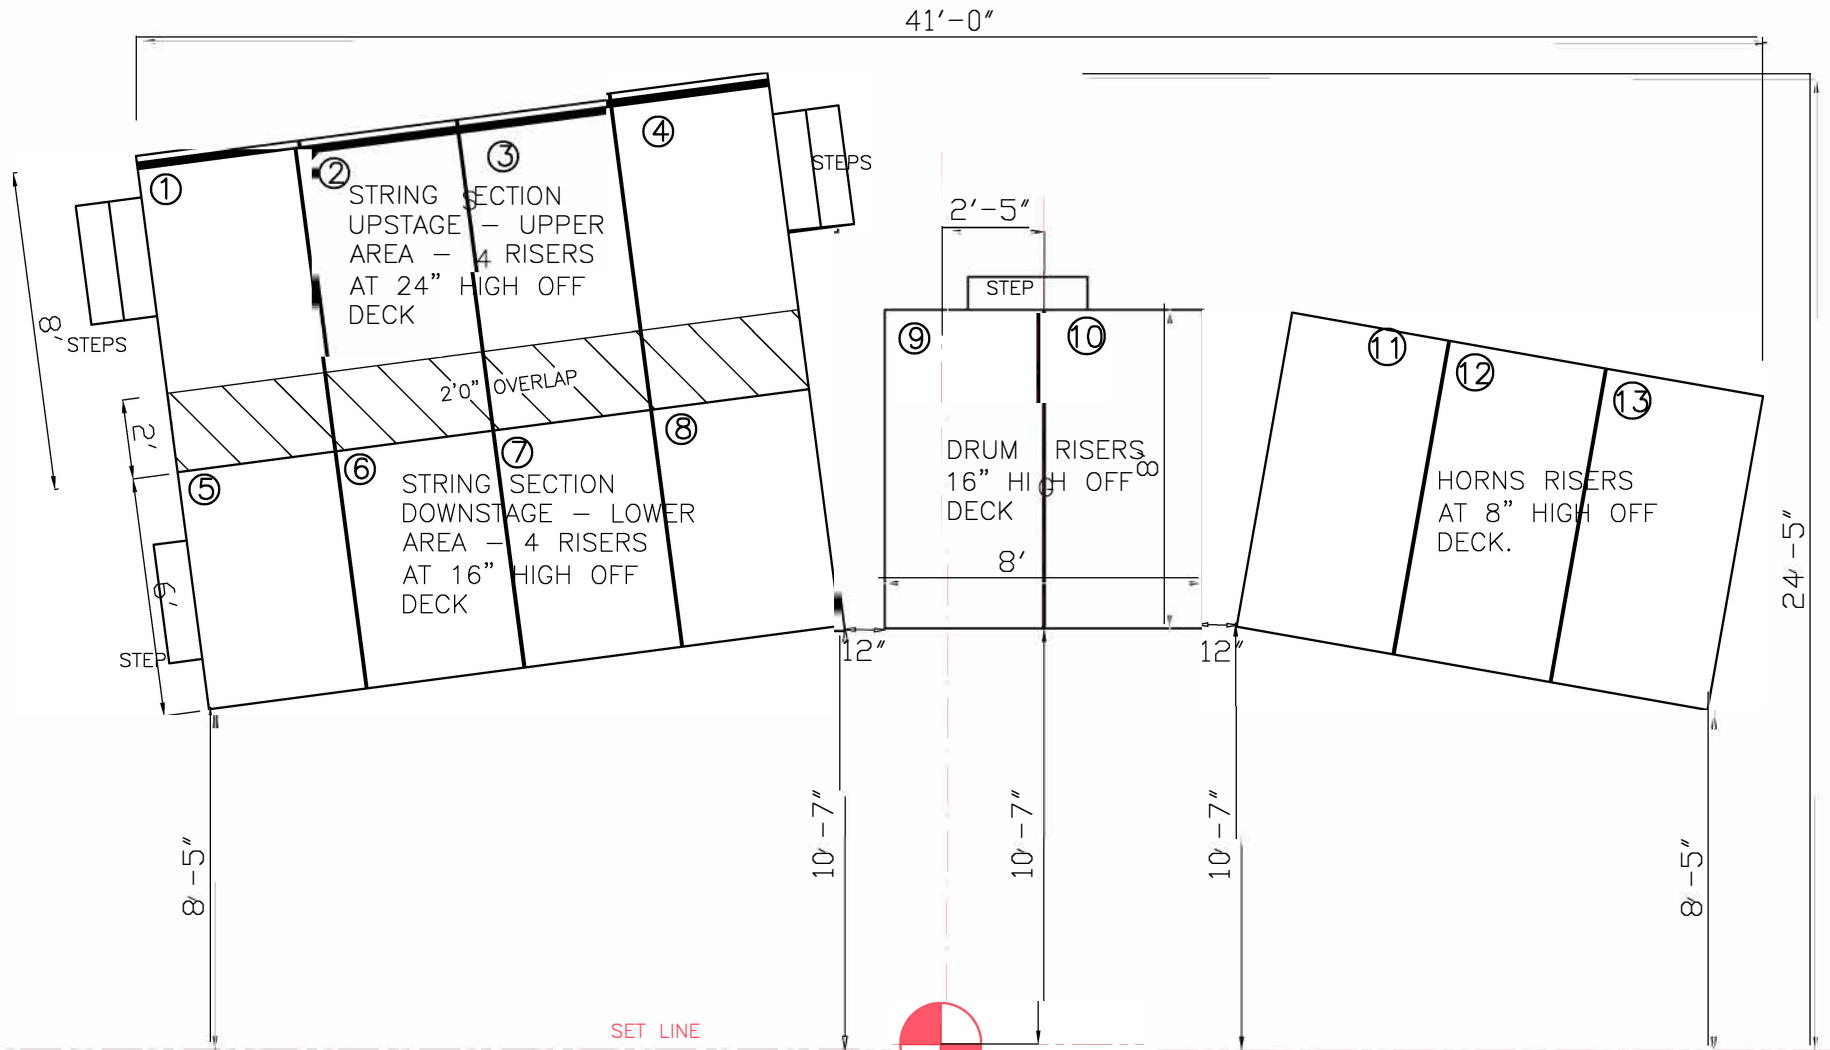 41'-0"
①
②
③
④
STRING SECTION
UPSTAGE - UPPER
AREA - 4 RISERS
AT 24" HIGH OFF
DECK
STEPS
STEPS
8'
2'0" OVERLAP
2'
6'
⑤
⑥
⑦
⑧
STRING SECTION
DOWNSTAGE - LOWER
AREA - 4 RISERS
AT 16" HIGH OFF
DECK
STEP
2'-5"
STEP
⑨
⑩
DRUM RISERS
16" HIGH OFF
DECK
8'
8'
12"
12"
⑪
⑫
⑬
HORNS RISERS
AT 8" HIGH OFF
DECK.
24'-5"
8'-5"
10'-7"
10'-7"
10'-7"
8'-5"
SET LINE